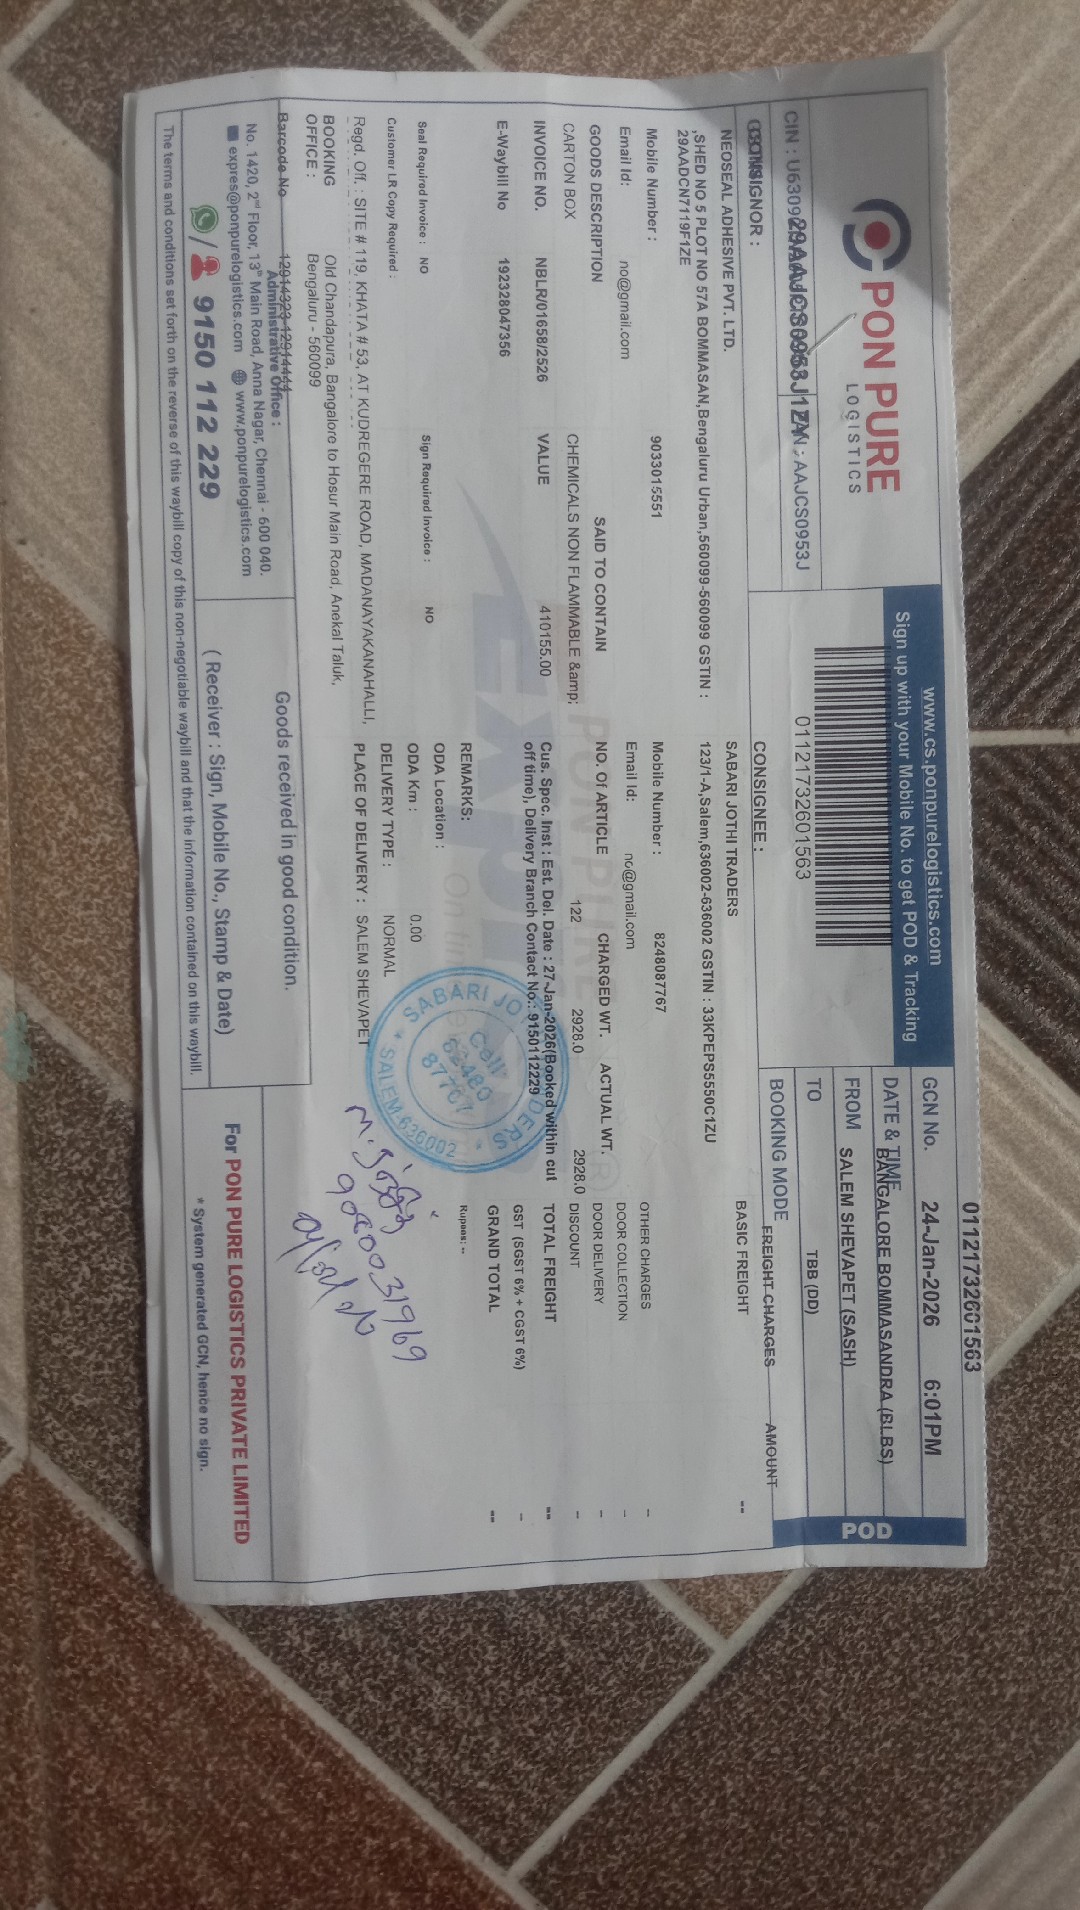 PON PURE
LOGISTICS
www.cs.ponpurelogistics.com
Sign up with your Mobile No. to get POD & Tracking
01121732601563
01121732601563
GCN No. 24-Jan-2026 6:01PM
DATE & TIME
BANGALORE BOMMASANDRA (BLBS)
FROM SALEM SHEVAPET (SASH)
TO TBB (DD)
BOOKING MODE
POD
CIN : 29AAJCS0953J1ZY PAN : AAJCS0953J
CONSIGNOR :
NEOSEAL ADHESIVE PVT. LTD.
,SHED NO 5 PLOT NO 57A BOMMASAN,Bengaluru Urban,560099-560099 GSTIN :
29AADCN7119F1ZE
Mobile Number : 9033015551
Email Id: no@gmail.com
CONSIGNEE :
SABARI JOTHI TRADERS
123/1-A,Salem,636002-636002 GSTIN : 33KPEPS5550C1ZU
Mobile Number : 8248087767
Email Id: no@gmail.com
FREIGHT CHARGES AMOUNT
BASIC FREIGHT --
OTHER CHARGES -
DOOR COLLECTION -
DOOR DELIVERY -
DISCOUNT -
TOTAL FREIGHT --
GST (SGST 6% + CGST 6%) -
GRAND TOTAL --
Rupees: --
GOODS DESCRIPTION SAID TO CONTAIN NO. Of ARTICLE CHARGED WT. ACTUAL WT.
CARTON BOX CHEMICALS NON FLAMMABLE &amp; 122 2928.0 2928.0
INVOICE NO. NBLR/01658/2526 VALUE 410155.00
E-Waybill No 192328047356
Cus. Spec. Inst : Est. Del. Date : 27-Jan-2026(Booked within cut
off time), Delivery Branch Contact No.: 9150112229
REMARKS:
ODA Location :
ODA Km : 0.00
DELIVERY TYPE : NORMAL
PLACE OF DELIVERY : SALEM SHEVAPET
Seal Required Invoice : NO Sign Required Invoice : NO
Customer LR Copy Required :
Regd. Off. : SITE # 119, KHATA # 53, AT KUDREGERE ROAD, MADANAYAKANAHALLI,
BOOKING OFFICE : Old Chandapura, Bangalore to Hosur Main Road, Anekal Taluk,
Bengaluru - 560099
Barcode No 12914323-12914444
Administrative Office :
No. 1420, 2nd Floor, 13th Main Road, Anna Nagar, Chennai - 600 040.
expres@ponpurelogistics.com www.ponpurelogistics.com
9150 112 229
Goods received in good condition.
( Receiver : Sign, Mobile No., Stamp & Date)
SALEM-636002
Cell
82480
87767
For PON PURE LOGISTICS PRIVATE LIMITED
* System generated GCN, hence no sign.
The terms and conditions set forth on the reverse of this waybill copy of this non-negotiable waybill and that the information contained on this waybill.